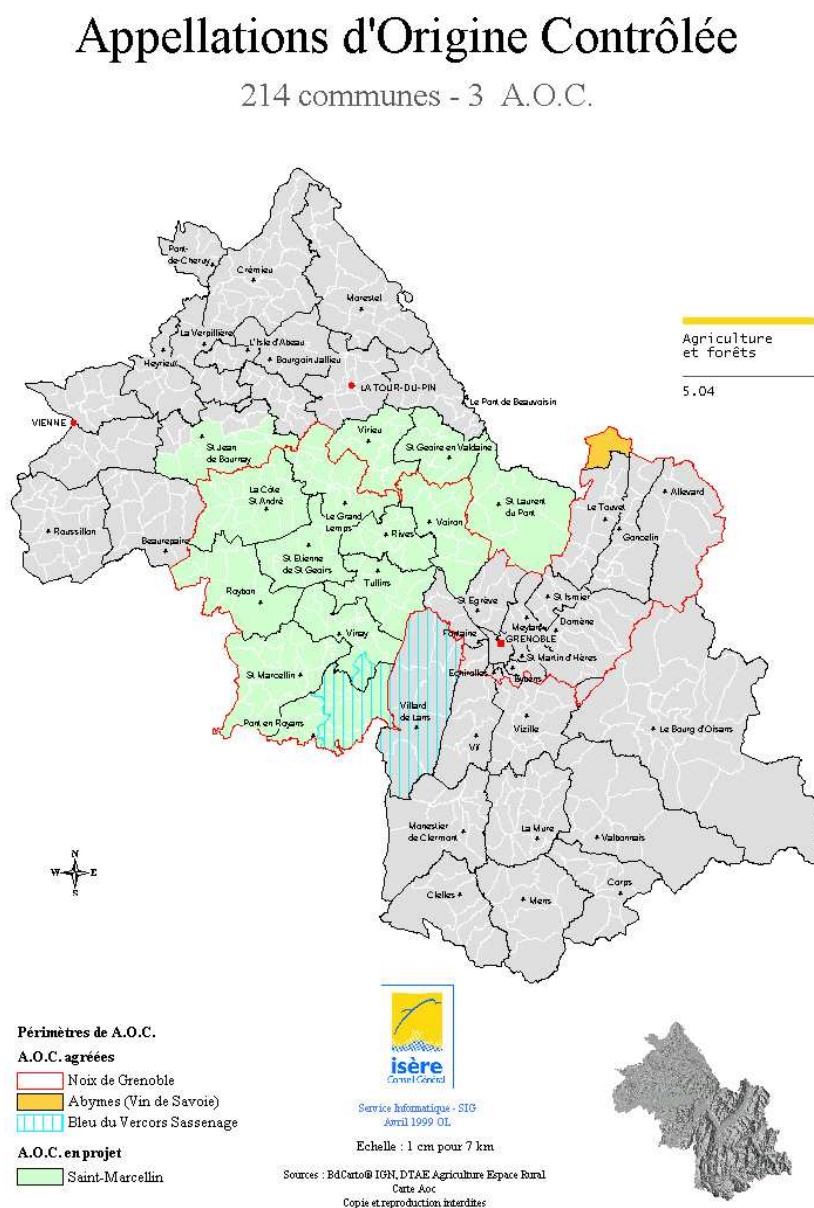 Appellations d'Origine Contrôlée
214 communes - 3 A.O.C.
Pont-
de-Cheruy
Crémieu
Morestel
La Verpillière
L'Isle d'Abeau
Bourgoin Jallieu
Heyrieux
Agriculture
et forêts
5.04
LA TOUR-DU-PIN
Le Pont de Beauvoisin
VIENNE
Virieu
St Jean
de Bournay
St Geoire en Valdaine
La Côte
St André
Le Grand
Lemps
Voiron
St Laurent
du Pont
Allevard
Le Touvet
Goncelin
Roussillon
Beaurepaire
Rives
St Etienne
de St Geoirs
Tullins
Roybon
St Egrève
St Ismier
Meylan
Domène
Vinay
Fontaine
GRENOBLE
St Martin d'Hères
St Marcellin
Echirolles
Eybens
Villard
de Lans
Pont en Royans
Vizille
Vif
Le Bourg d'Oisans
Monestier
de Clermont
La Mure
Valbonnais
N
W E
S
Clelles
Mens
Corps
Périmètres de A.O.C.
A.O.C. agréées
Noix de Grenoble
Abymes (Vin de Savoie)
Bleu du Vercors Sassenage
A.O.C. en projet
Saint-Marcellin
isère
Conseil Général
Service Informatique - SIG
Avril 1999 OL
Echelle : 1 cm pour 7 km
Sources : BdCarto® IGN, DTAE Agriculture Espace Rural
Carte Aoc
Copie et reproduction interdites